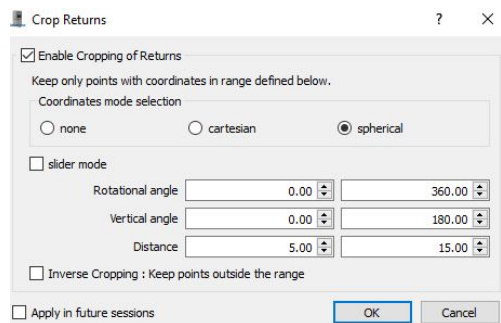 Crop Returns ? X
Enable Cropping of Returns
Keep only points with coordinates in range defined below.
Coordinates mode selection
none cartesian spherical
slider mode
Rotational angle 0.00 360.00
Vertical angle 0.00 180.00
Distance 5.00 15.00
Inverse Cropping : Keep points outside the range
Apply in future sessions OK Cancel